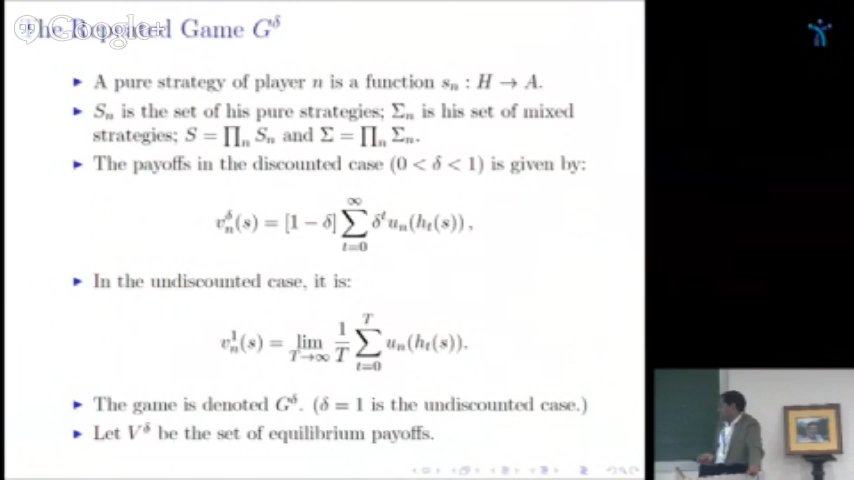 The Repeated Game G^δ
Google+
► A pure strategy of player n is a function s_n : H → A.
► S_n is the set of his pure strategies; Σ_n is his set of mixed
strategies; S = ∏_n S_n and Σ = ∏_n Σ_n.
► The payoffs in the discounted case (0 < δ < 1) is given by:
v_n^δ(s) = [1 − δ] ∑_{t=0}^{∞} δ^t u_n(h_t(s)),
► In the undiscounted case, it is:
v_n^1(s) = lim_{T→∞} 1/T ∑_{t=0}^{T} u_n(h_t(s)).
► The game is denoted G^δ. (δ = 1 is the undiscounted case.)
► Let V^δ be the set of equilibrium payoffs.